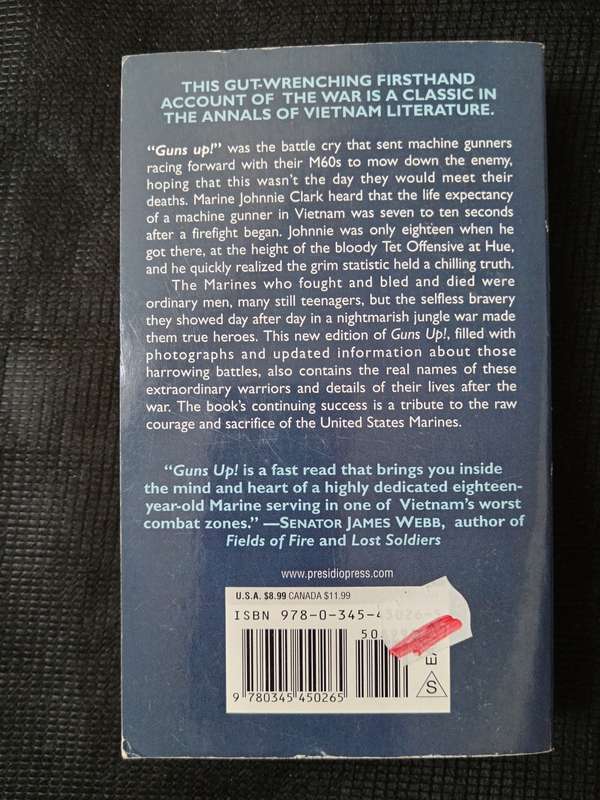 THIS GUT-WRENCHING FIRSTHAND
ACCOUNT OF THE WAR IS A CLASSIC IN
THE ANNALS OF VIETNAM LITERATURE.
“Guns up!” was the battle cry that sent machine gunners
racing forward with their M60s to mow down the enemy,
hoping that this wasn't the day they would meet their
deaths. Marine Johnnie Clark heard that the life expectancy
of a machine gunner in Vietnam was seven to ten seconds
after a firefight began. Johnnie was only eighteen when he
got there, at the height of the bloody Tet Offensive at Hue,
and he quickly realized the grim statistic held a chilling truth.
The Marines who fought and bled and died were
ordinary men, many still teenagers, but the selfless bravery
they showed day after day in a nightmarish jungle war made
them true heroes. This new edition of Guns Up!, filled with
photographs and updated information about those
harrowing battles, also contains the real names of these
extraordinary warriors and details of their lives after the
war. The book's continuing success is a tribute to the raw
courage and sacrifice of the United States Marines.
“Guns Up! is a fast read that brings you inside
the mind and heart of a highly dedicated eighteen-
year-old Marine serving in one of Vietnam's worst
combat zones.” —SENATOR JAMES WEBB, author of
Fields of Fire and Lost Soldiers
www.presidiopress.com
U.S.A. $8.99 CANADA $11.99
ISBN 978-0-345-45026-5
9 780345 450265
S